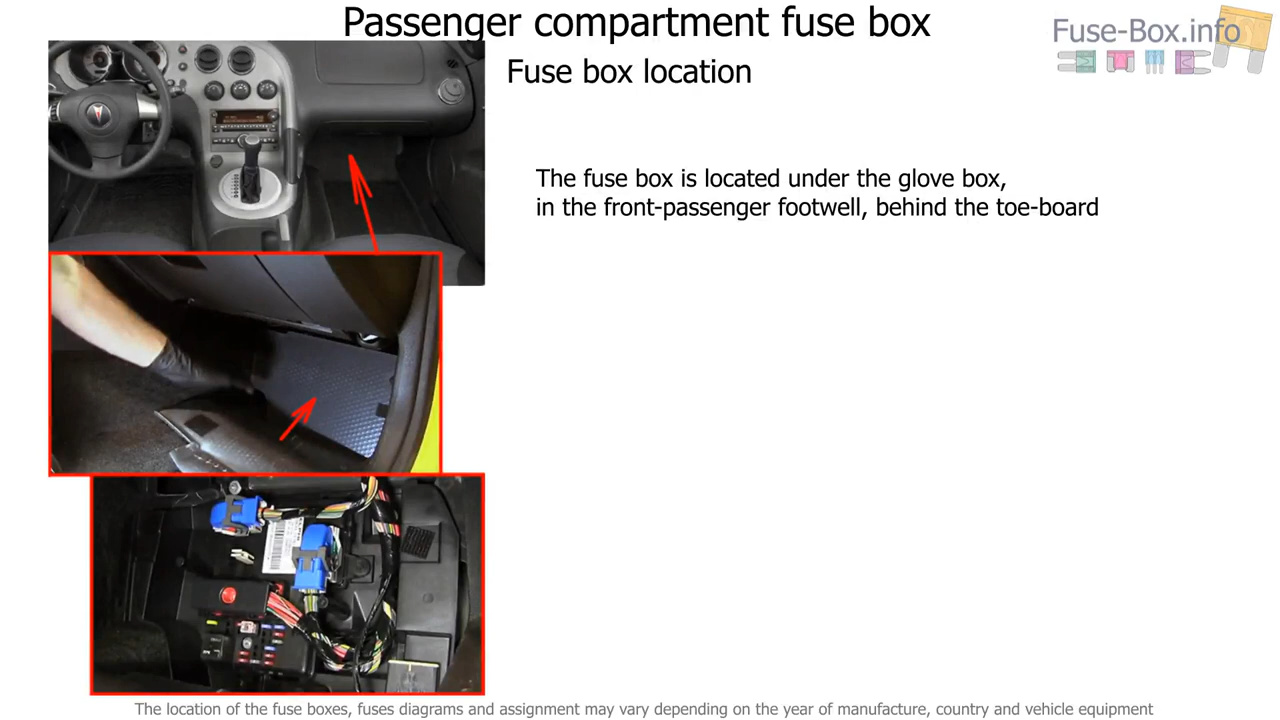 Passenger compartment fuse box
Fuse-Box.info
Fuse box location
The fuse box is located under the glove box,
in the front-passenger footwell, behind the toe-board
The location of the fuse boxes, fuses diagrams and assignment may vary depending on the year of manufacture, country and vehicle equipment